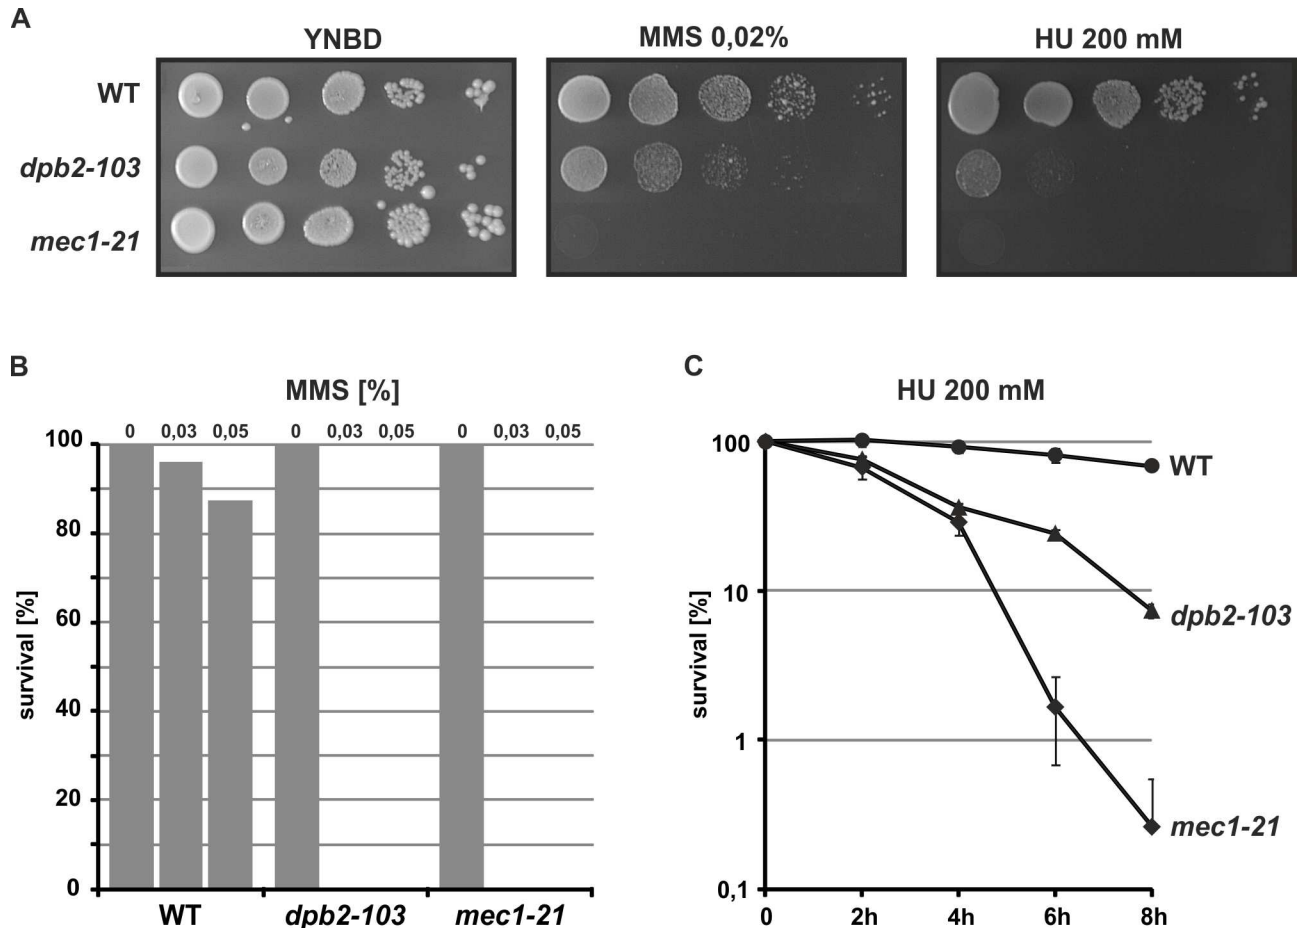 A
YNBD
MMS 0,02%
HU 200 mM
WT
dpb2-103
mec1-21
B
MMS [%]
0 0,03 0,05 0 0,03 0,05 0 0,03 0,05
100
80
60
40
20
0
survival [%]
WT dpb2-103 mec1-21
C
HU 200 mM
100
10
1
0,1
survival [%]
WT
dpb2-103
mec1-21
0 2h 4h 6h 8h